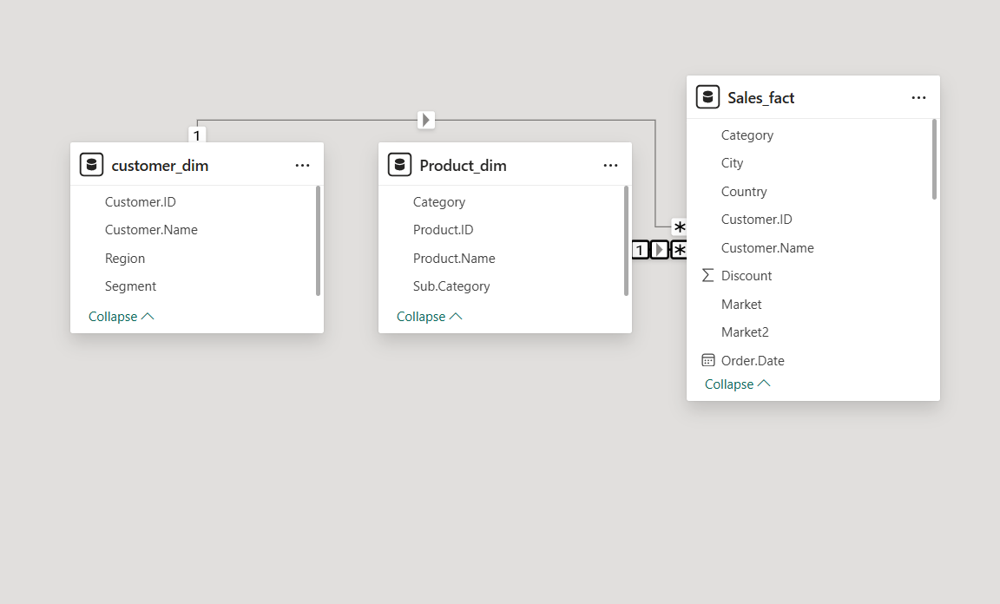 1
customer_dim
Customer.ID
Customer.Name
Region
Segment
Collapse
Product_dim
Category
Product.ID
Product.Name
Sub.Category
Collapse
*
1
*
Sales_fact
Category
City
Country
Customer.ID
Customer.Name
Σ Discount
Market
Market2
Order.Date
Collapse